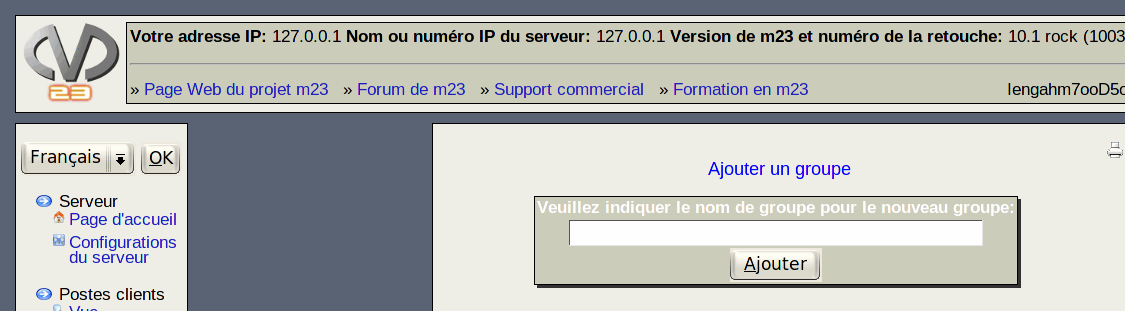 Votre adresse IP: 127.0.0.1 Nom ou numéro IP du serveur: 127.0.0.1 Version de m23 et numéro de la retouche: 10.1 rock (1003
23
» Page Web du projet m23 » Forum de m23 » Support commercial » Formation en m23
Français OK
Serveur
Page d'accueil
Configurations
du serveur
Postes clients
Vue
Ajouter un groupe
Veuillez indiquer le nom de groupe pour le nouveau groupe:
Ajouter